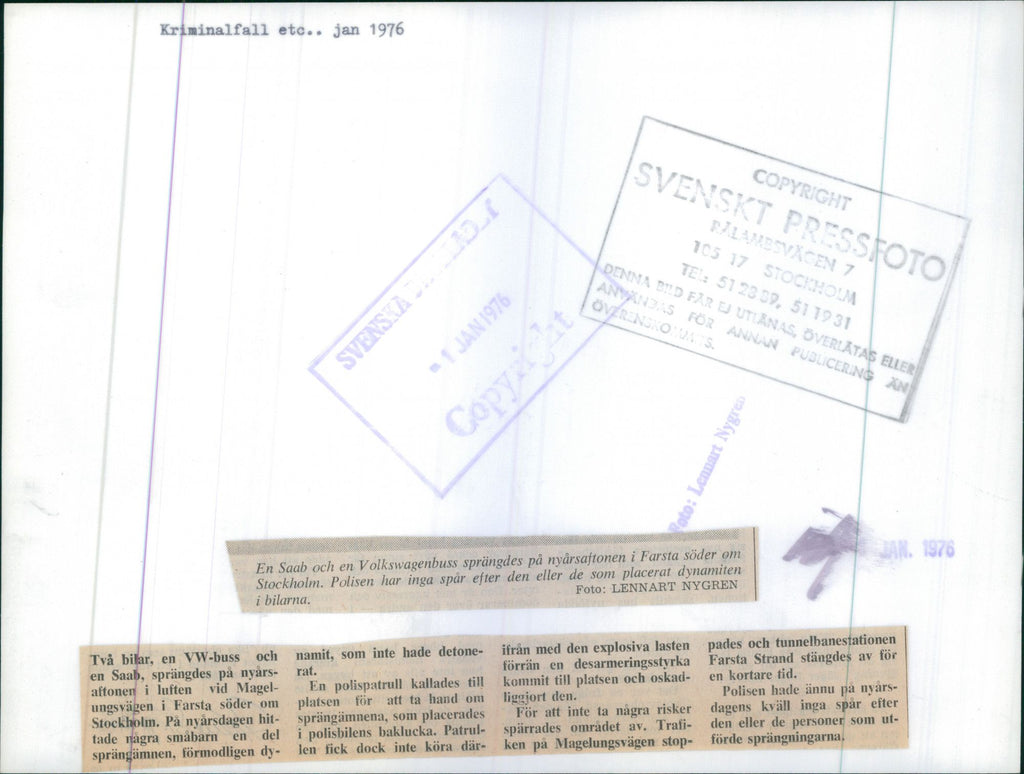 Kriminalfall etc.. jan 1976
COPYRIGHT
SVENSKT PRESSFOTO
RÅLAMBSVÄGEN 7
105 17 STOCKHOLM
TEL: 51 28 89, 51 19 31
DENNA BILD FÅR EJ UTLÅNAS, ÖVERLÅTAS ELLER
ANVÄNDAS FÖR ANNAN PUBLICERING ÄN
SVENSKA
- 1 JAN 1976
Copyright
Foto: Lennart Nygren
JAN. 1976
En Saab och en Volkswagenbuss sprängdes på nyårsaftonen i Farsta söder om
Stockholm. Polisen har inga spår efter den eller de som placerat dynamiten
i bilarna. Foto: LENNART NYGREN
Två bilar, en VW-buss och
en Saab, sprängdes på nyårs-
aftonen i luften vid Magel-
ungsvägen i Farsta söder om
Stockholm. På nyårsdagen hit-
tade några småbarn en del
sprängämnen, förmodligen dy-
namit, som inte hade detone-
rat.
En polispatrull kallades till
platsen för att ta hand om
sprängämnena, som placerades
i polisbilens baklucka. Patrul-
len fick dock inte köra där-
ifrån med den explosiva lasten
förrän en desarmeringsstyrka
kommit till platsen och oskad-
liggjort den.
För att inte ta några risker
spärrades området av. Trafi-
ken på Magelungsvägen stop-
pades och tunnelbanestationen
Farsta Strand stängdes av för
en kortare tid.
Polisen hade ännu på nyårs-
dagens kväll inga spår efter
den eller de personer som ut-
förde sprängningarna.